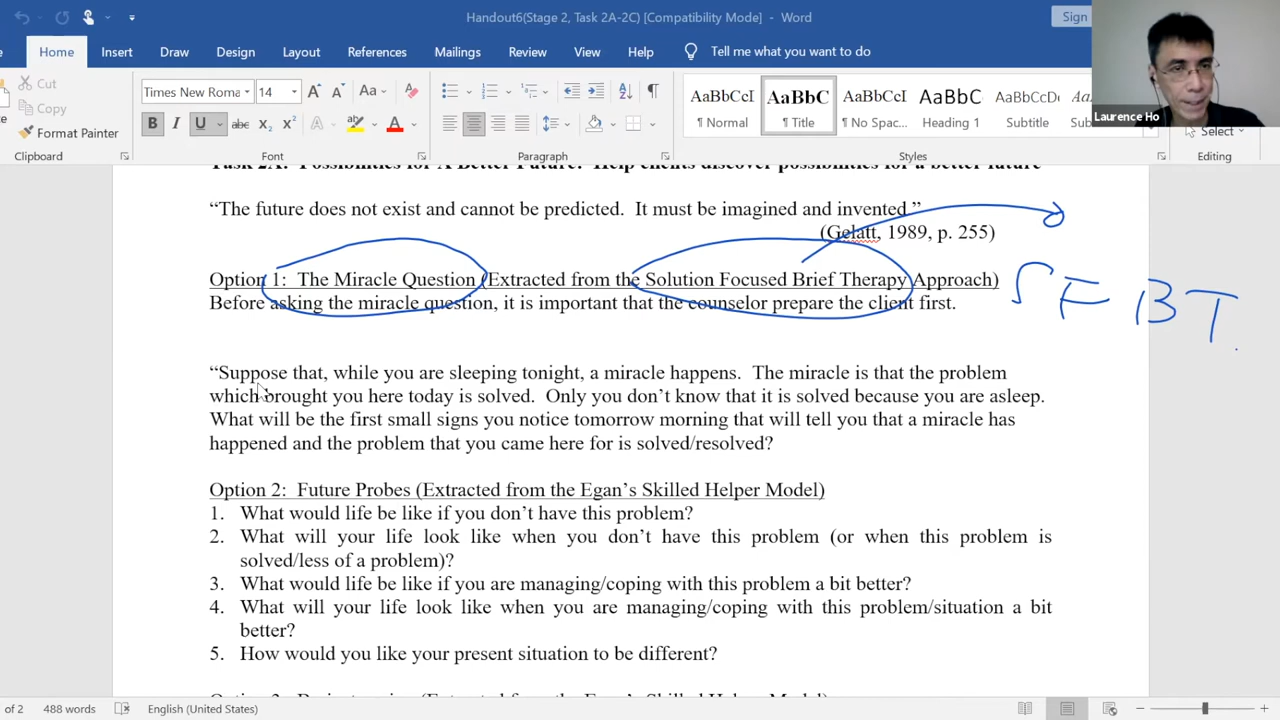 Handout6(Stage 2, Task 2A-2C) [Compatibility Mode] - Word
Sign
Home Insert Draw Design Layout References Mailings Review View Help Tell me what you want to do
Cut
Copy
Format Painter
Clipboard
Times New Roma 14
Font
Paragraph
AaBbCcI AaBbC AaBbCcI AaBbC AaBbCcD
¶ Normal ¶ Title ¶ No Spac... Heading 1 Subtitle
Styles
Select
Editing
Laurence Ho
Task 2A: Possibilities for A Better Future: Help clients discover possibilities for a better future
“The future does not exist and cannot be predicted. It must be imagined and invented.”
(Gelatt, 1989, p. 255)
Option 1: The Miracle Question (Extracted from the Solution Focused Brief Therapy Approach)
SFBT
Before asking the miracle question, it is important that the counselor prepare the client first.
“Suppose that, while you are sleeping tonight, a miracle happens. The miracle is that the problem
which brought you here today is solved. Only you don’t know that it is solved because you are asleep.
What will be the first small signs you notice tomorrow morning that will tell you that a miracle has
happened and the problem that you came here for is solved/resolved?
Option 2: Future Probes (Extracted from the Egan’s Skilled Helper Model)
1. What would life be like if you don’t have this problem?
2. What will your life look like when you don’t have this problem (or when this problem is
solved/less of a problem)?
3. What would life be like if you are managing/coping with this problem a bit better?
4. What will your life look like when you are managing/coping with this problem/situation a bit
better?
5. How would you like your present situation to be different?
of 2 488 words English (United States)